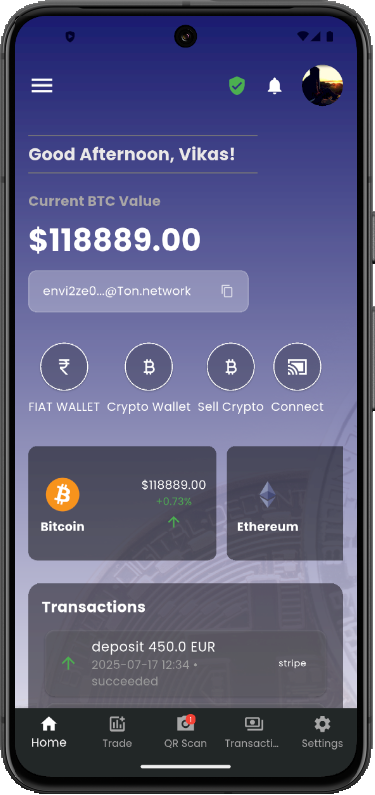 Good Afternoon, Vikas!
Current BTC Value
$118889.00
envi2ze0...@Ton.network
FIAT WALLET Crypto Wallet Sell Crypto Connect
$118889.00
+0.73%
Bitcoin
Ethereum
Transactions
deposit 450.0 EUR
2025-07-17 12:34 •
succeeded
stripe
Home Trade QR Scan Transacti... Settings